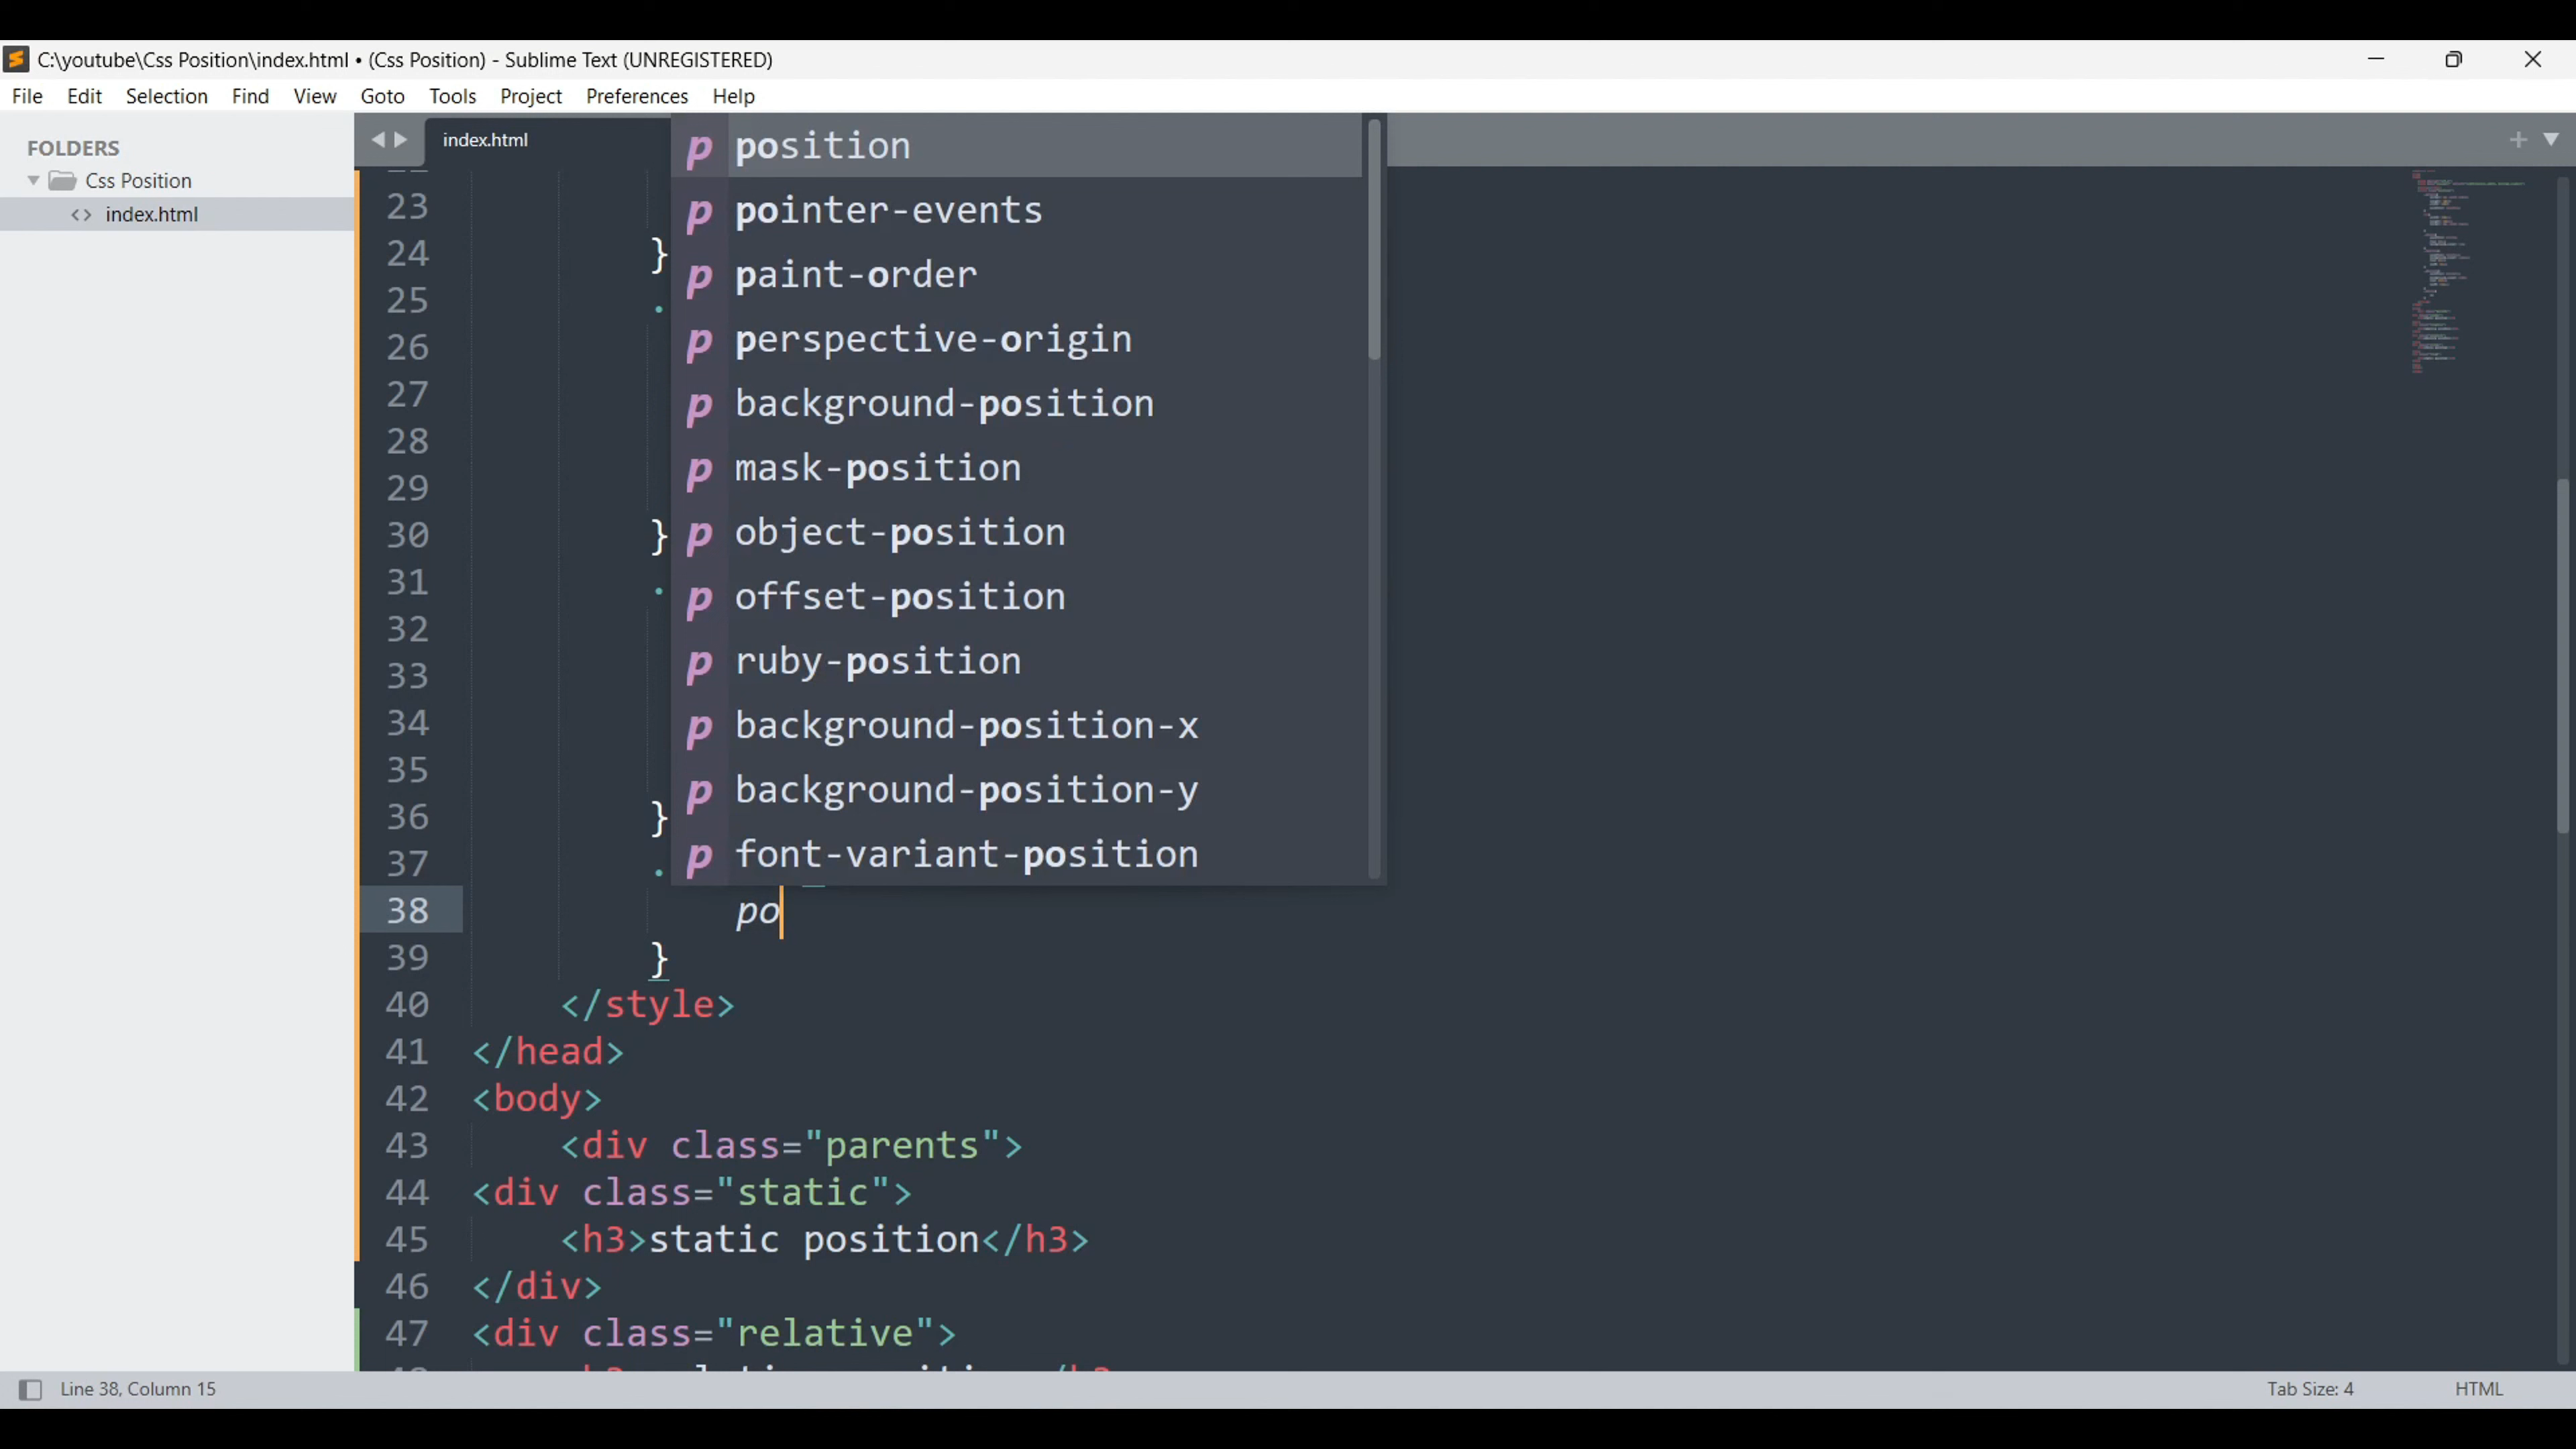 C:\youtube\Css Position\index.html • (Css Position) - Sublime Text (UNREGISTERED)
File Edit Selection Find View Goto Tools Project Preferences Help
FOLDERS
Css Position
index.html
index.html
position
pointer-events
paint-order
perspective-origin
background-position
mask-position
object-position
offset-position
ruby-position
background-position-x
background-position-y
font-variant-position
23
24 }
25 .
26
27
28
29
30 }
31 .
32
33
34
35
36 }
37 .
38 po
39 }
40 </style>
41 </head>
42 <body>
43 <div class="parents">
44 <div class="static">
45 <h3>static position</h3>
46 </div>
47 <div class="relative">
Line 38, Column 15
Tab Size: 4
HTML